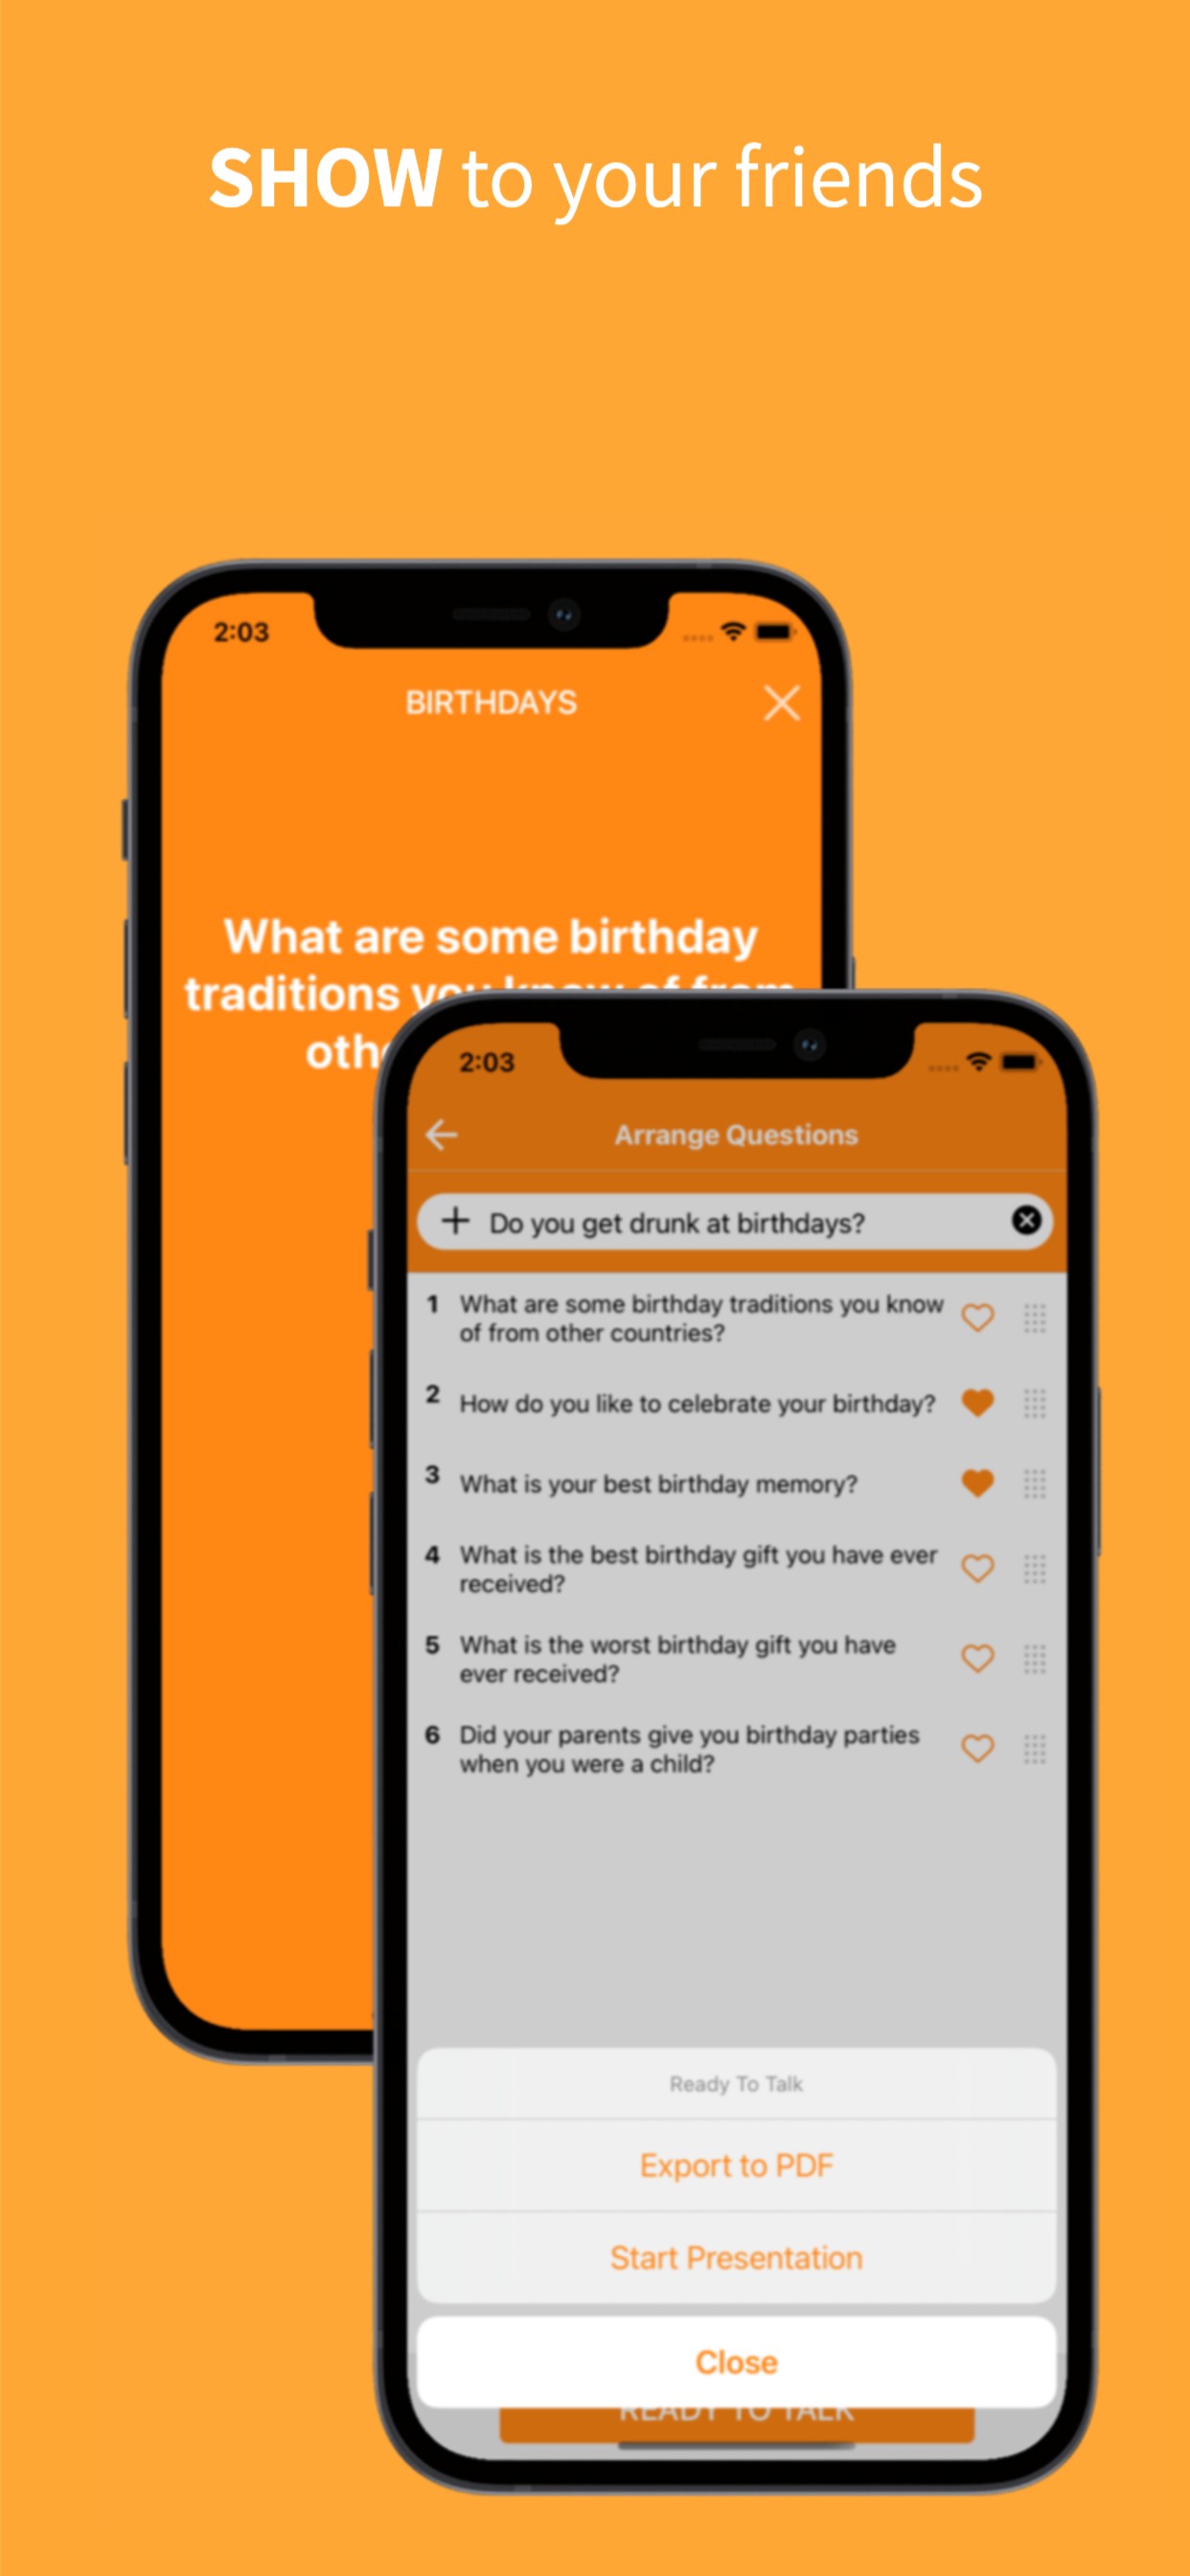 SHOW to your friends
2:03
BIRTHDAYS
What are some birthday
traditions you know of from
2:03
Arrange Questions
Do you get drunk at birthdays?
1 What are some birthday traditions you know
of from other countries?
2 How do you like to celebrate your birthday?
3 What is your best birthday memory?
4 What is the best birthday gift you have ever
received?
5 What is the worst birthday gift you have
ever received?
6 Did your parents give you birthday parties
when you were a child?
Ready To Talk
Export to PDF
Start Presentation
Close
READY TO TALK